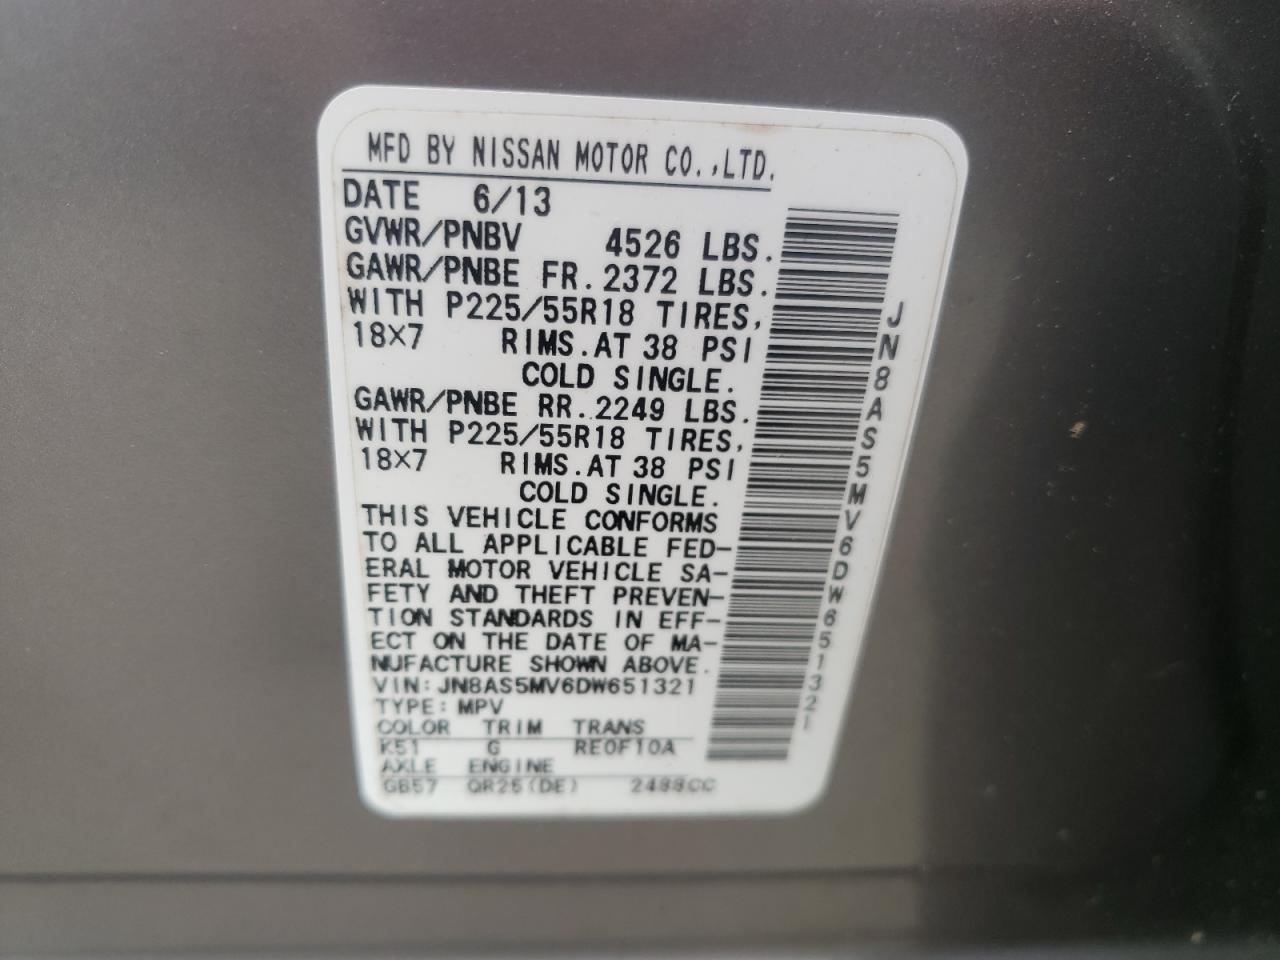 MFD BY NISSAN MOTOR CO.,LTD.
DATE 6/13
GVWR/PNBV 4526 LBS.
GAWR/PNBE FR. 2372 LBS.
WITH P225/55R18 TIRES,
18X7 RIMS. AT 38 PSI
COLD SINGLE.
GAWR/PNBE RR. 2249 LBS.
WITH P225/55R18 TIRES,
18X7 RIMS. AT 38 PSI
COLD SINGLE.
THIS VEHICLE CONFORMS
TO ALL APPLICABLE FED-
ERAL MOTOR VEHICLE SA-
FETY AND THEFT PREVEN-
TION STANDARDS IN EFF-
ECT ON THE DATE OF MA-
NUFACTURE SHOWN ABOVE.
VIN: JN8AS5MV6DW651321
TYPE: MPV
COLOR TRIM TRANS
K51 G RE0F10A
AXLE ENGINE
GB57 QR25(DE) 2488CC
JN8AS5MV6DW651321